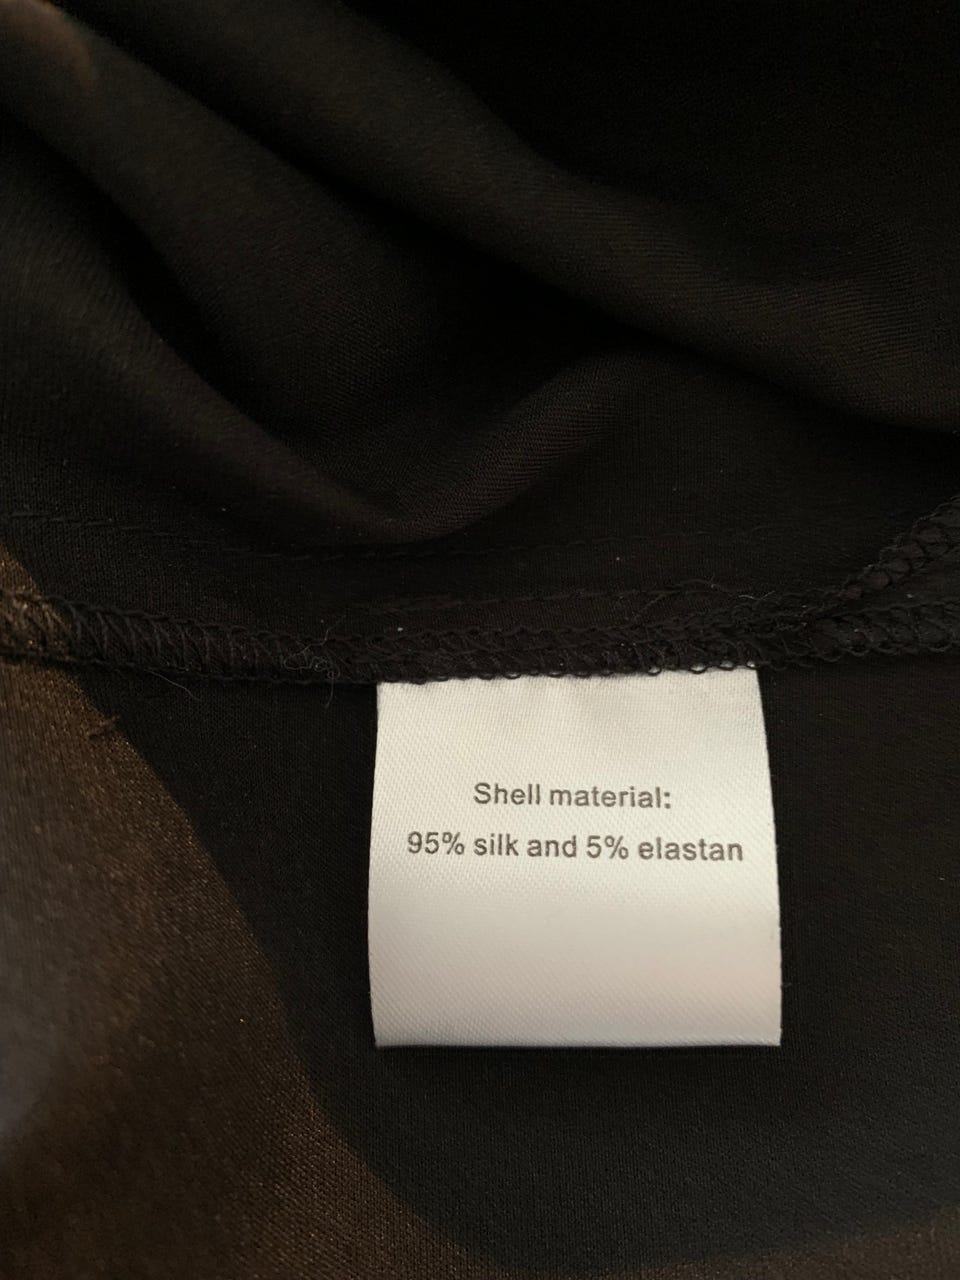 Shell material:
95% silk and 5% elastan